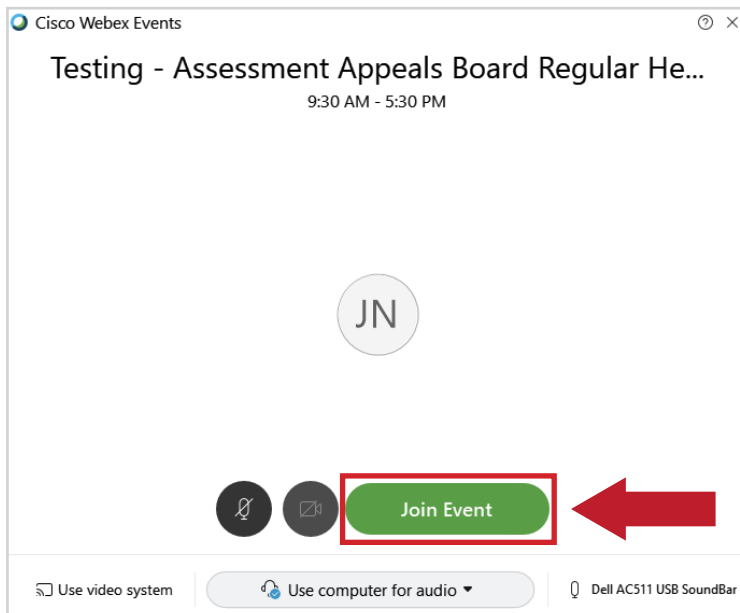 Cisco Webex Events
Testing - Assessment Appeals Board Regular He...
9:30 AM - 5:30 PM
JN
Join Event
Use video system
Use computer for audio
Dell AC511 USB SoundBar